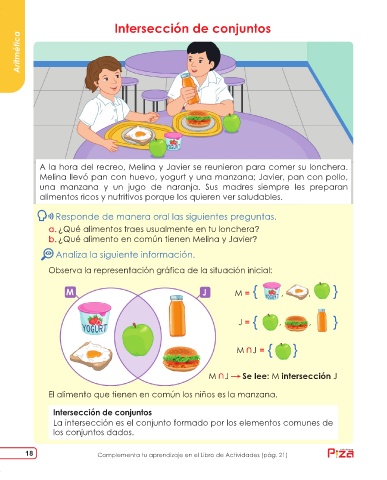 Aritmética
Intersección de conjuntos
A la hora del recreo, Melina y Javier se reunieron para comer su lonchera.
Melina llevó pan con huevo, yogurt y una manzana; Javier, pan con pollo,
una manzana y un jugo de naranja. Sus madres siempre les preparan
alimentos ricos y nutritivos porque los quieren ver saludables.
Responde de manera oral las siguientes preguntas.
a. ¿Qué alimentos traes usualmente en tu lonchera?
b. ¿Qué alimento en común tienen Melina y Javier?
Analiza la siguiente información.
Observa la representación gráfica de la situación inicial:
M
J
YOGURT
M = { , , }
J = { , , }
M ∩ J = { }
M ∩ J → Se lee: M intersección J
El alimento que tienen en común los niños es la manzana.
Intersección de conjuntos
La intersección es el conjunto formado por los elementos comunes de
los conjuntos dados.
18
Complementa tu aprendizaje en el Libro de Actividades (pág. 21)